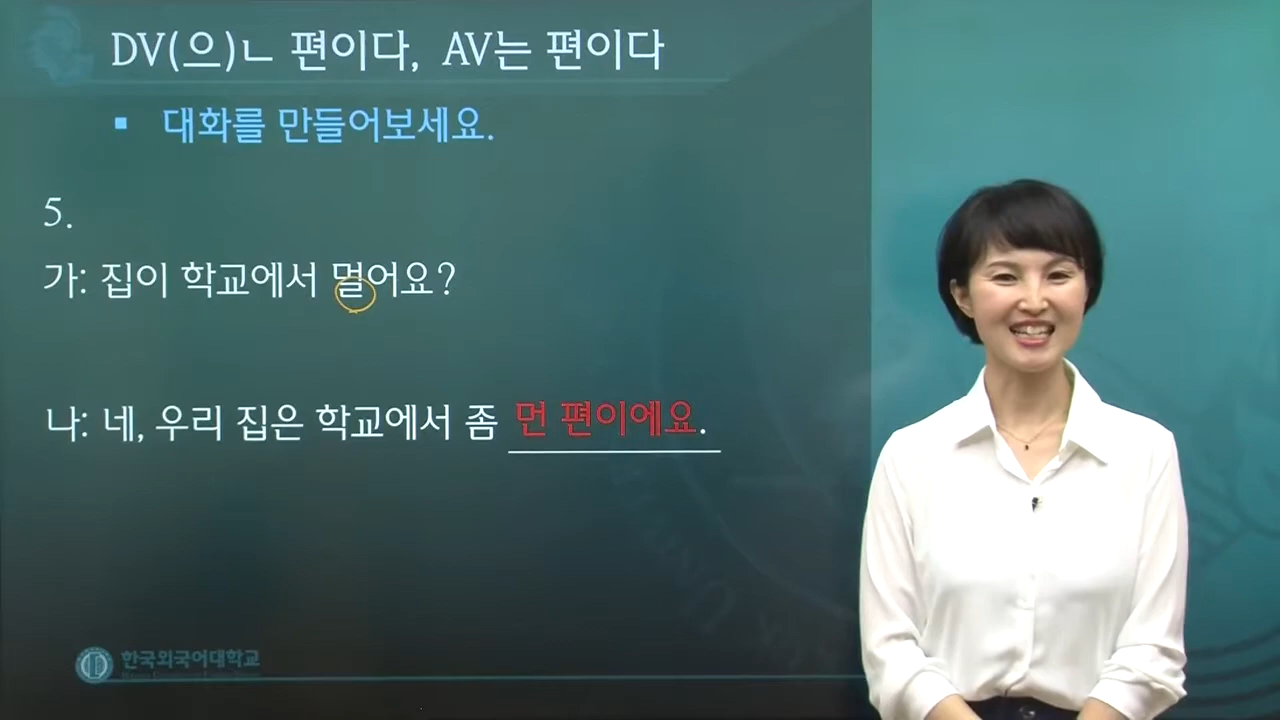 DV(으)ㄴ 편이다, AV는 편이다
▪ 대화를 만들어보세요.
5.
가: 집이 학교에서 멀어요?
나: 네, 우리 집은 학교에서 좀 먼 편이에요.
한국외국어대학교